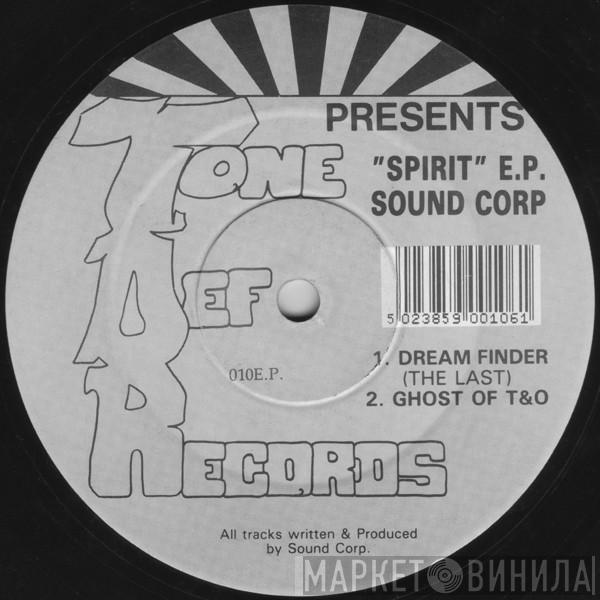 TONE
DEF
RECORDS
PRESENTS
"SPIRIT" E.P.
SOUND CORP
5 023859 001061
1. DREAM FINDER
(THE LAST)
2. GHOST OF T&O
010E.P.
All tracks written & Produced
by Sound Corp.
МАРКЕТ ВИНИЛА